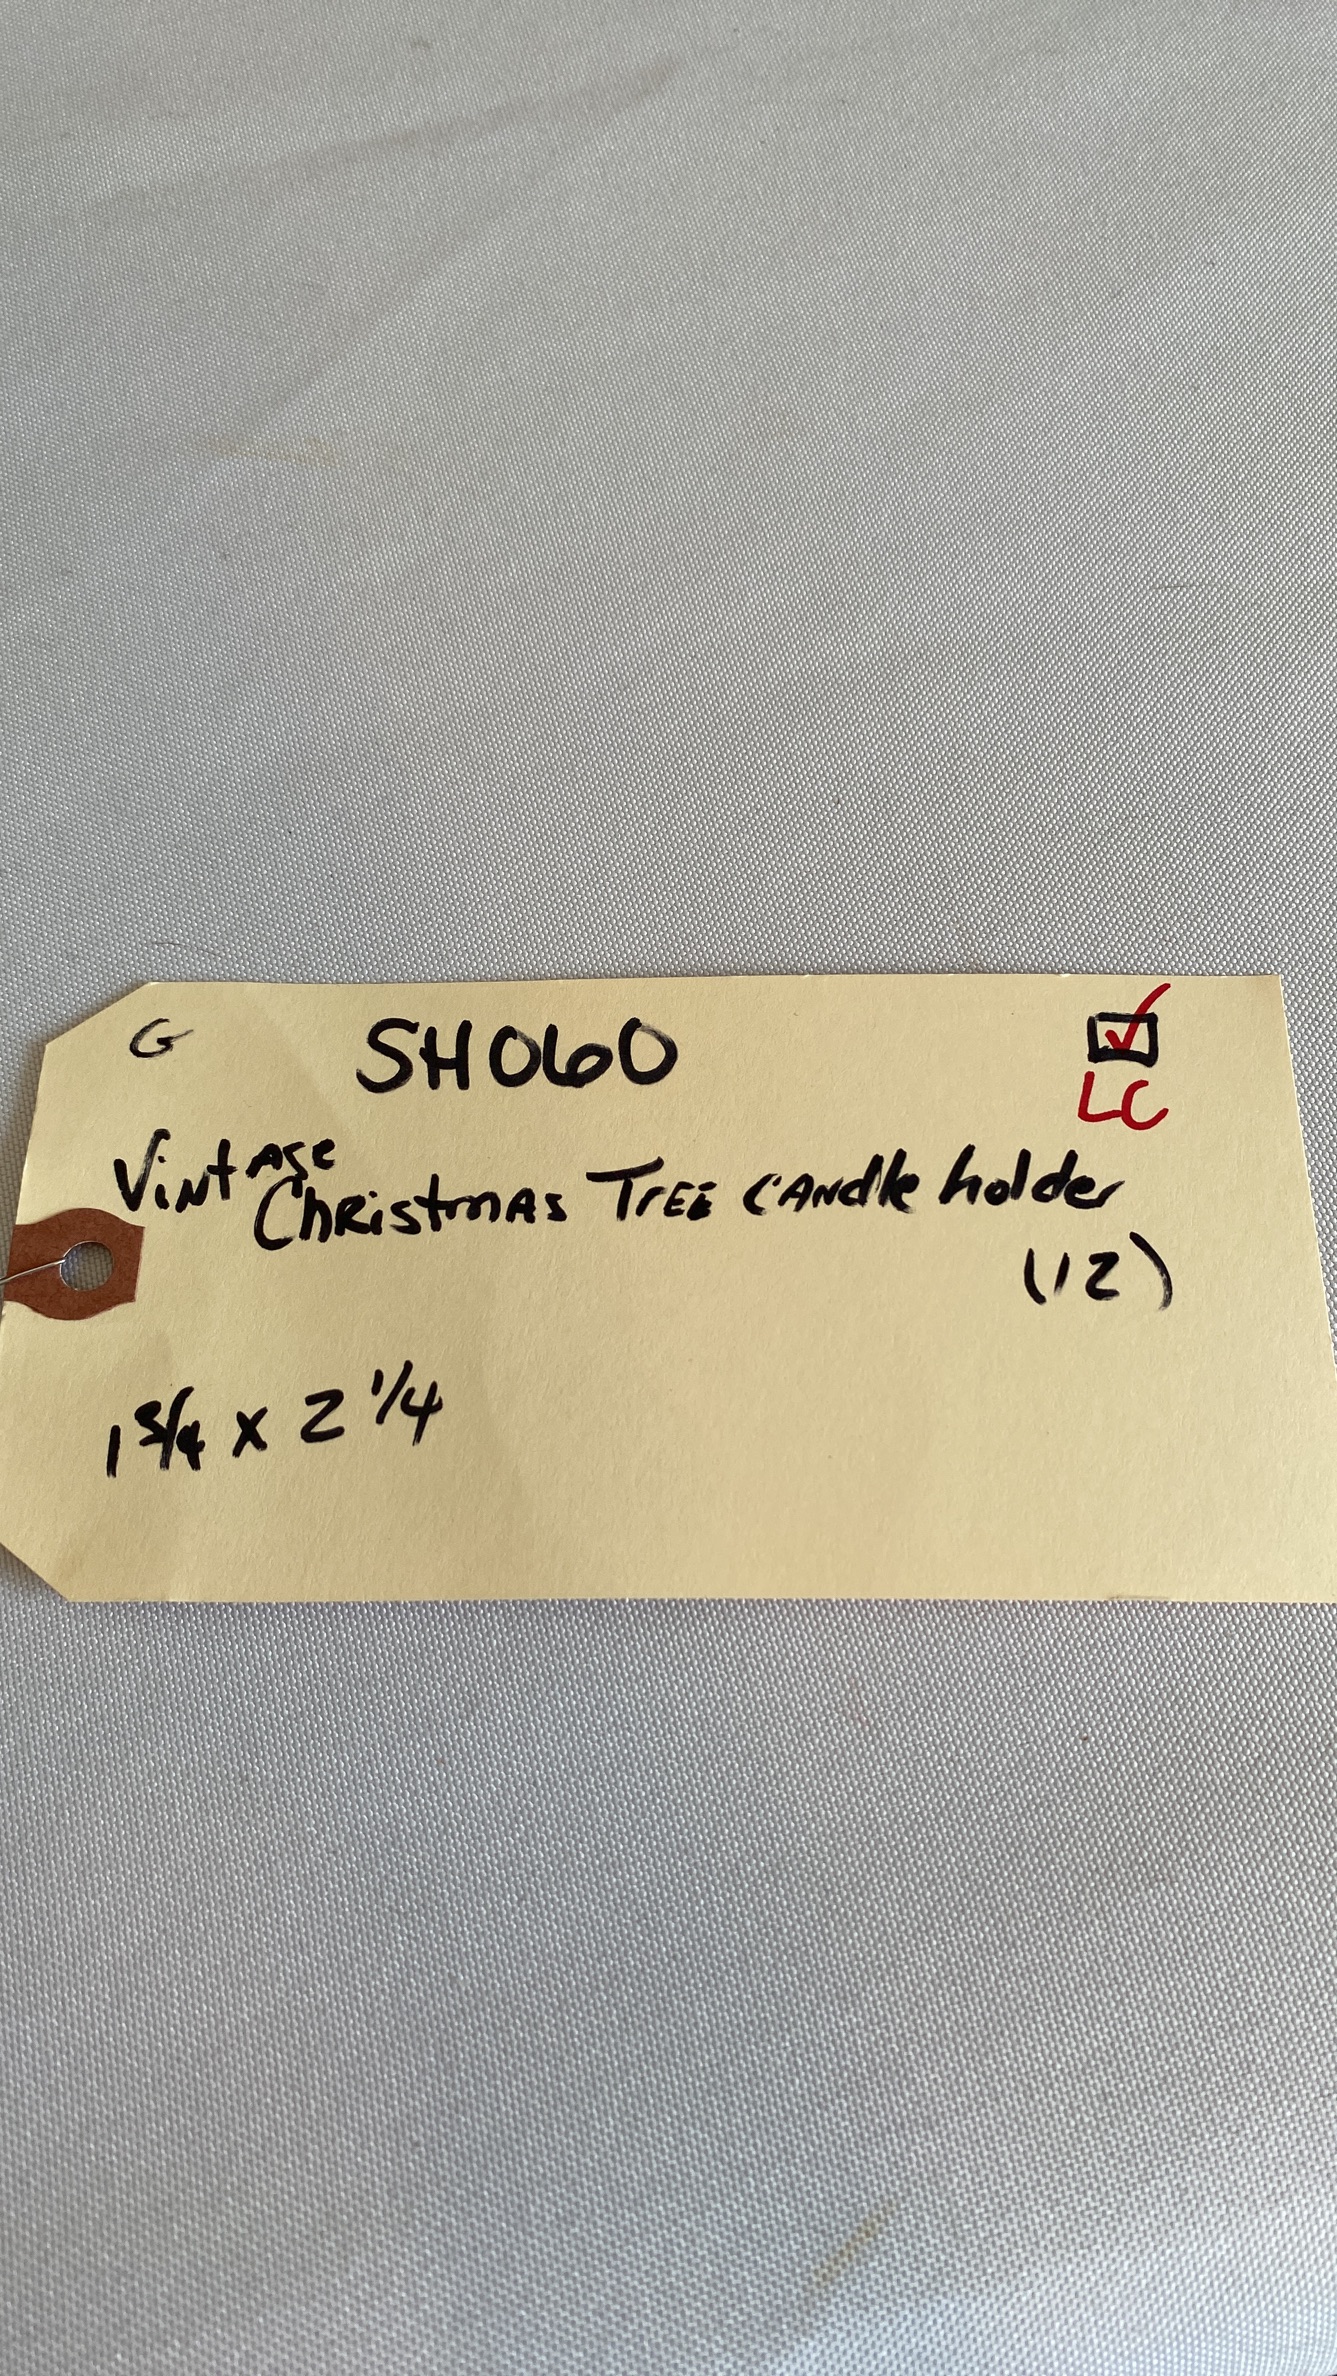 G SH060 ☑
LC
Vintage
Christmas Tree Candle holder
(12)
1 3/4 x 2 1/4